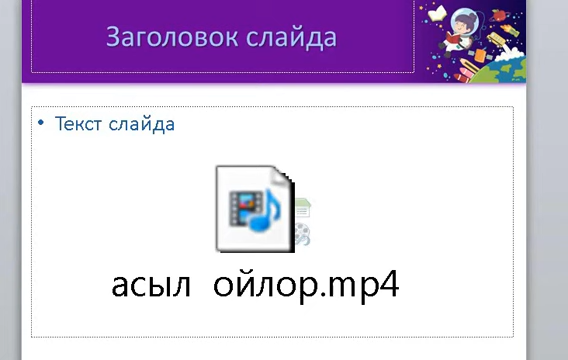 Заголовок слайда
• Текст слайда
асыл ойлор.mp4